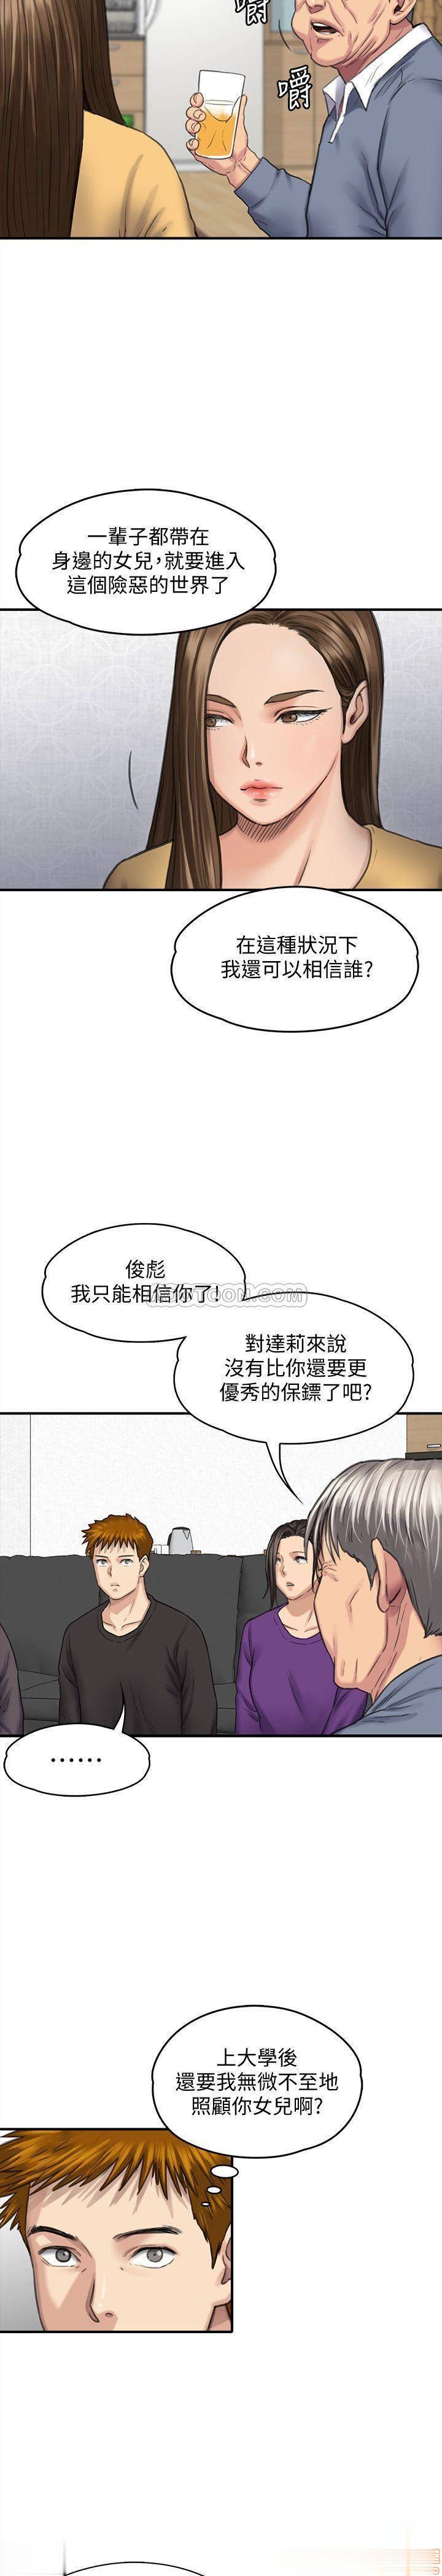 嚼
嚼
一輩子都帶在
身邊的女兒,就要進入
這個險惡的世界了
在這種狀況下
我還可以相信誰?
俊彪
我只能相信你了!
對達莉來說
沒有比你還要更
優秀的保鏢了吧?
......
上大學後
還要我無微不至地
照顧你女兒啊?